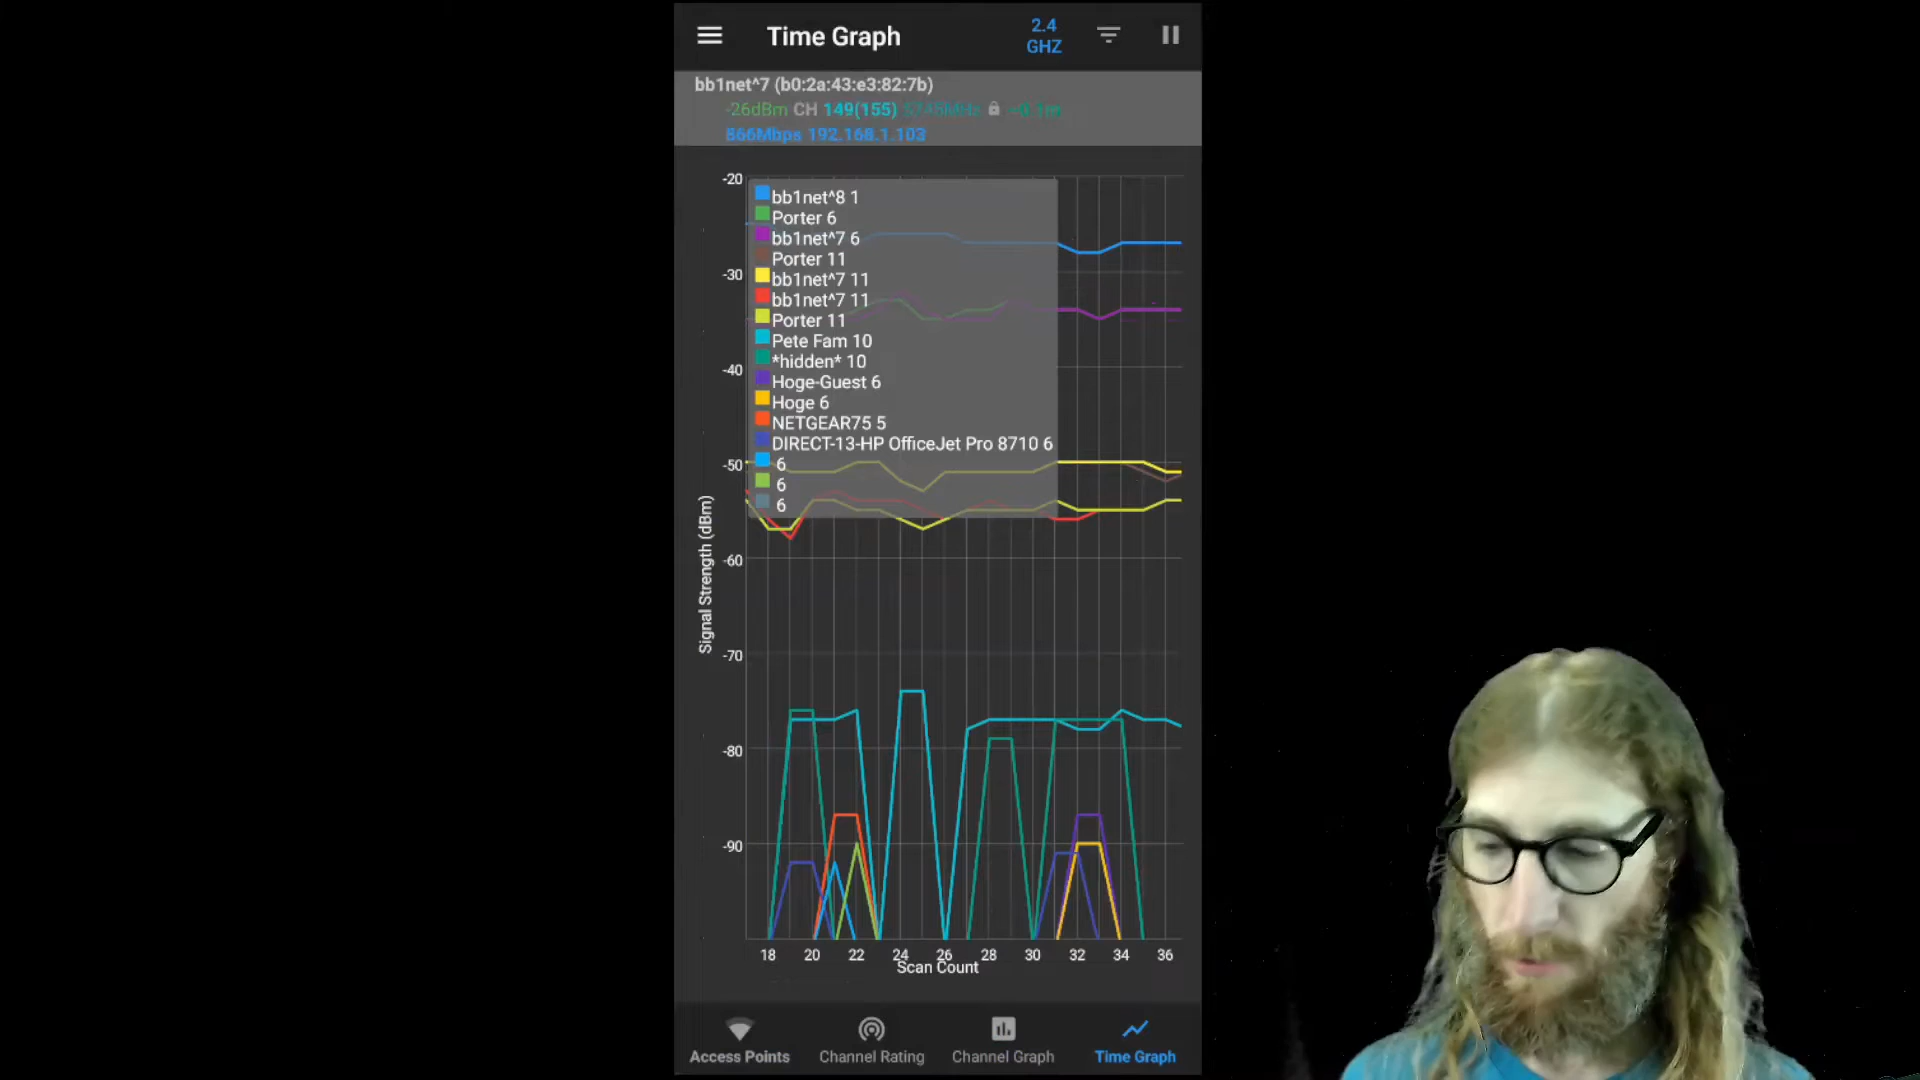 Time Graph
2.4
GHZ
bb1net^7 (b0:2a:43:e3:82:7b)
-26dBm CH 149(155)
866Mbps 192.168.1.103
-20
bb1net^8 1
Porter 6
bb1net^7 6
Porter 11
bb1net^7 11
bb1net^7 11
Porter 11
Pete Fam 10
*hidden* 10
Hoge-Guest 6
Hoge 6
NETGEAR75 5
DIRECT-13-HP OfficeJet Pro 8710 6
6
6
6
-30
-40
-50
-60
-70
-80
-90
Signal Strength (dBm)
18 20 22 24 26 28 30 32 34 36
Scan Count
Access Points Channel Rating Channel Graph Time Graph